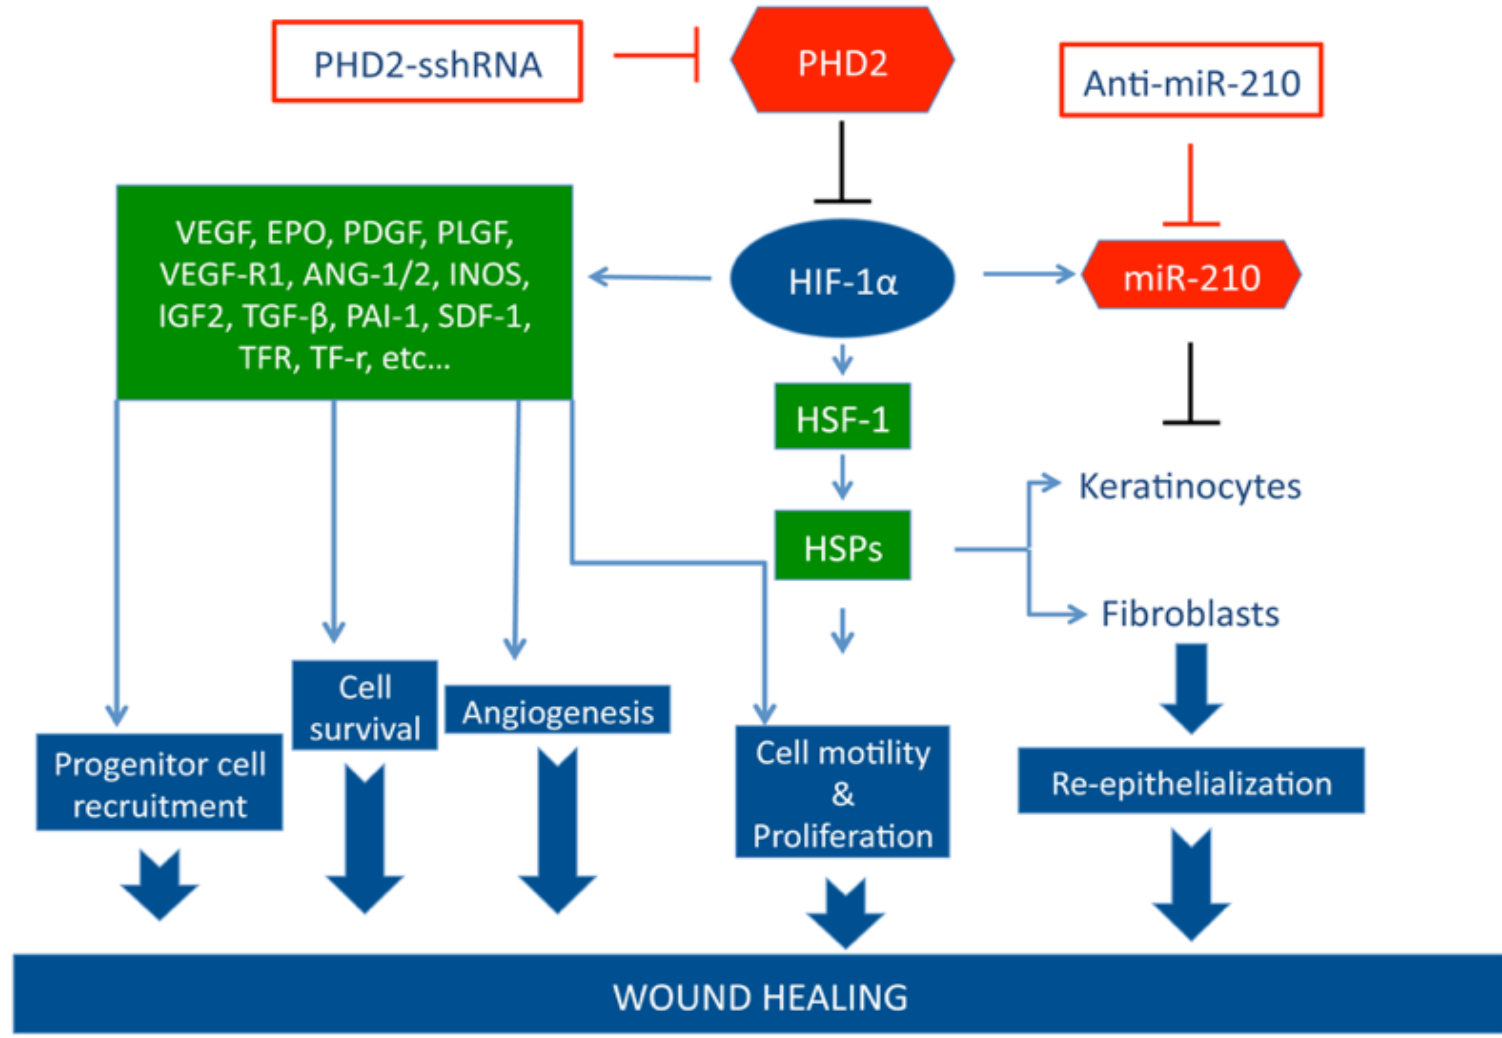 PHD2-sshRNA
PHD2
Anti-miR-210
VEGF, EPO, PDGF, PLGF,
VEGF-R1, ANG-1/2, INOS,
IGF2, TGF-β, PAI-1, SDF-1,
TFR, TF-r, etc...
HIF-1α
miR-210
HSF-1
HSPs
Keratinocytes
Fibroblasts
Progenitor cell
recruitment
Cell
survival
Angiogenesis
Cell motility
&
Proliferation
Re-epithelialization
WOUND HEALING